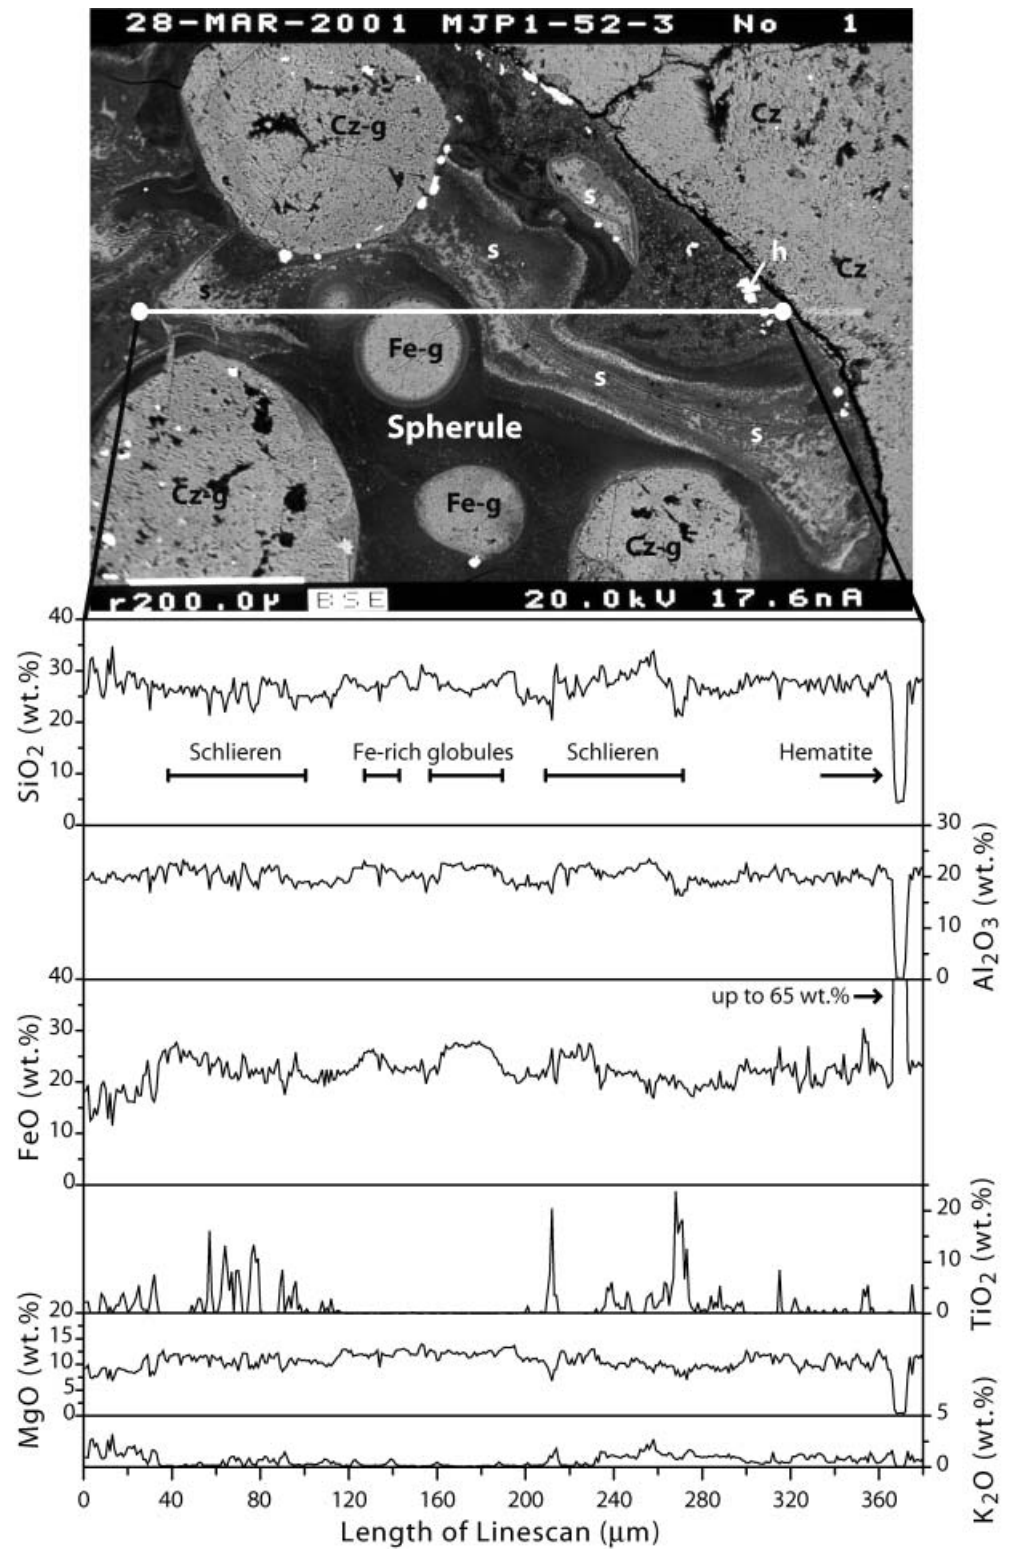 28-MAR-2001 MJP1-52-3 No 1
Cz-g
Cz
s
s
h
Cz
s
Fe-g
s
Spherule
s
Cz-g
Fe-g
Cz-g
r200.0µ BSE 20.0kV 17.6nA
40
30
20
10
0
SiO2 (wt.%)
Schlieren
Fe-rich globules
Schlieren
Hematite
30
20
10
0
Al2O3 (wt.%)
40
30
20
10
0
FeO (wt.%)
up to 65 wt.%
20
10
0
TiO2 (wt.%)
20
15
10
5
0
MgO (wt.%)
5
0
K2O (wt.%)
0 40 80 120 160 200 240 280 320 360
Length of Linescan (µm)